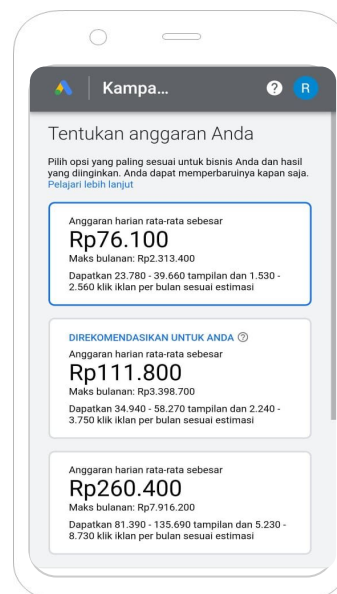 Kampa...
?
R
Tentukan anggaran Anda
Pilih opsi yang paling sesuai untuk bisnis Anda dan hasil
yang diinginkan. Anda dapat memperbaruinya kapan saja.
Pelajari lebih lanjut
Anggaran harian rata-rata sebesar
Rp76.100
Maks bulanan: Rp2.313.400
Dapatkan 23.780 - 39.660 tampilan dan 1.530 -
2.560 klik iklan per bulan sesuai estimasi
DIREKOMENDASIKAN UNTUK ANDA ?
Anggaran harian rata-rata sebesar
Rp111.800
Maks bulanan: Rp3.398.700
Dapatkan 34.940 - 58.270 tampilan dan 2.240 -
3.750 klik iklan per bulan sesuai estimasi
Anggaran harian rata-rata sebesar
Rp260.400
Maks bulanan: Rp7.916.200
Dapatkan 81.390 - 135.690 tampilan dan 5.230 -
8.730 klik iklan per bulan sesuai estimasi